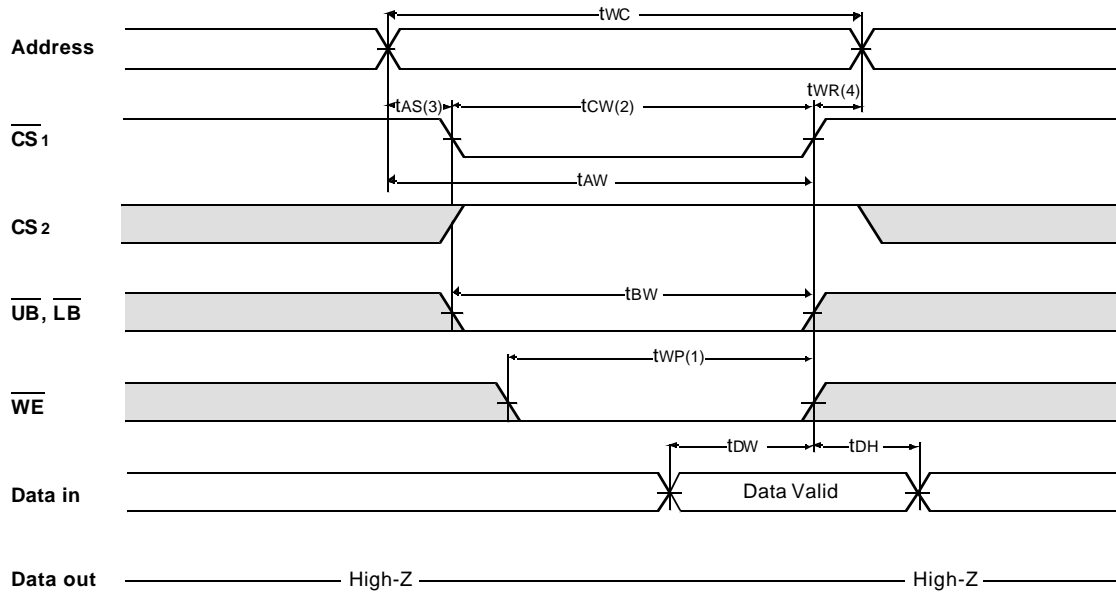 tWC
Address
tAS(3) tCW(2) tWR(4)
CS1
tAW
CS2
tBW
UB, LB
tWP(1)
WE
tDW tDH
Data in Data Valid
Data out High-Z High-Z